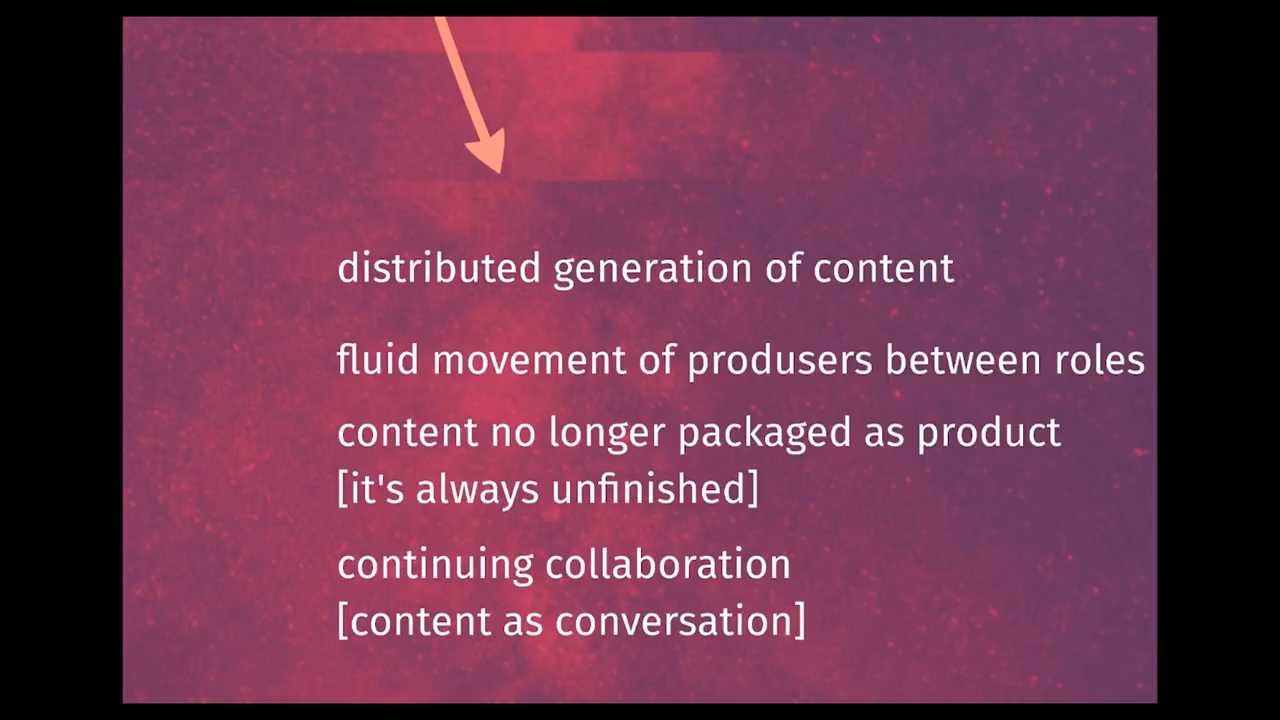 distributed generation of content
fluid movement of produsers between roles
content no longer packaged as product
[it's always unfinished]
continuing collaboration
[content as conversation]